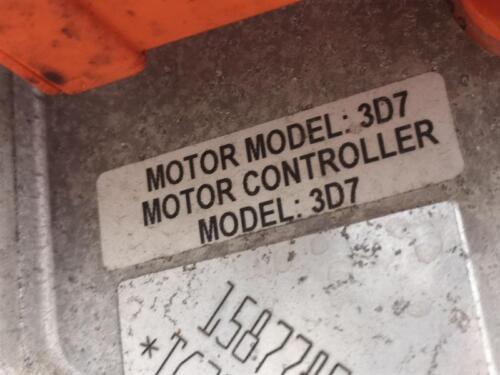 MOTOR MODEL: 3D7
MOTOR CONTROLLER
MODEL: 3D7